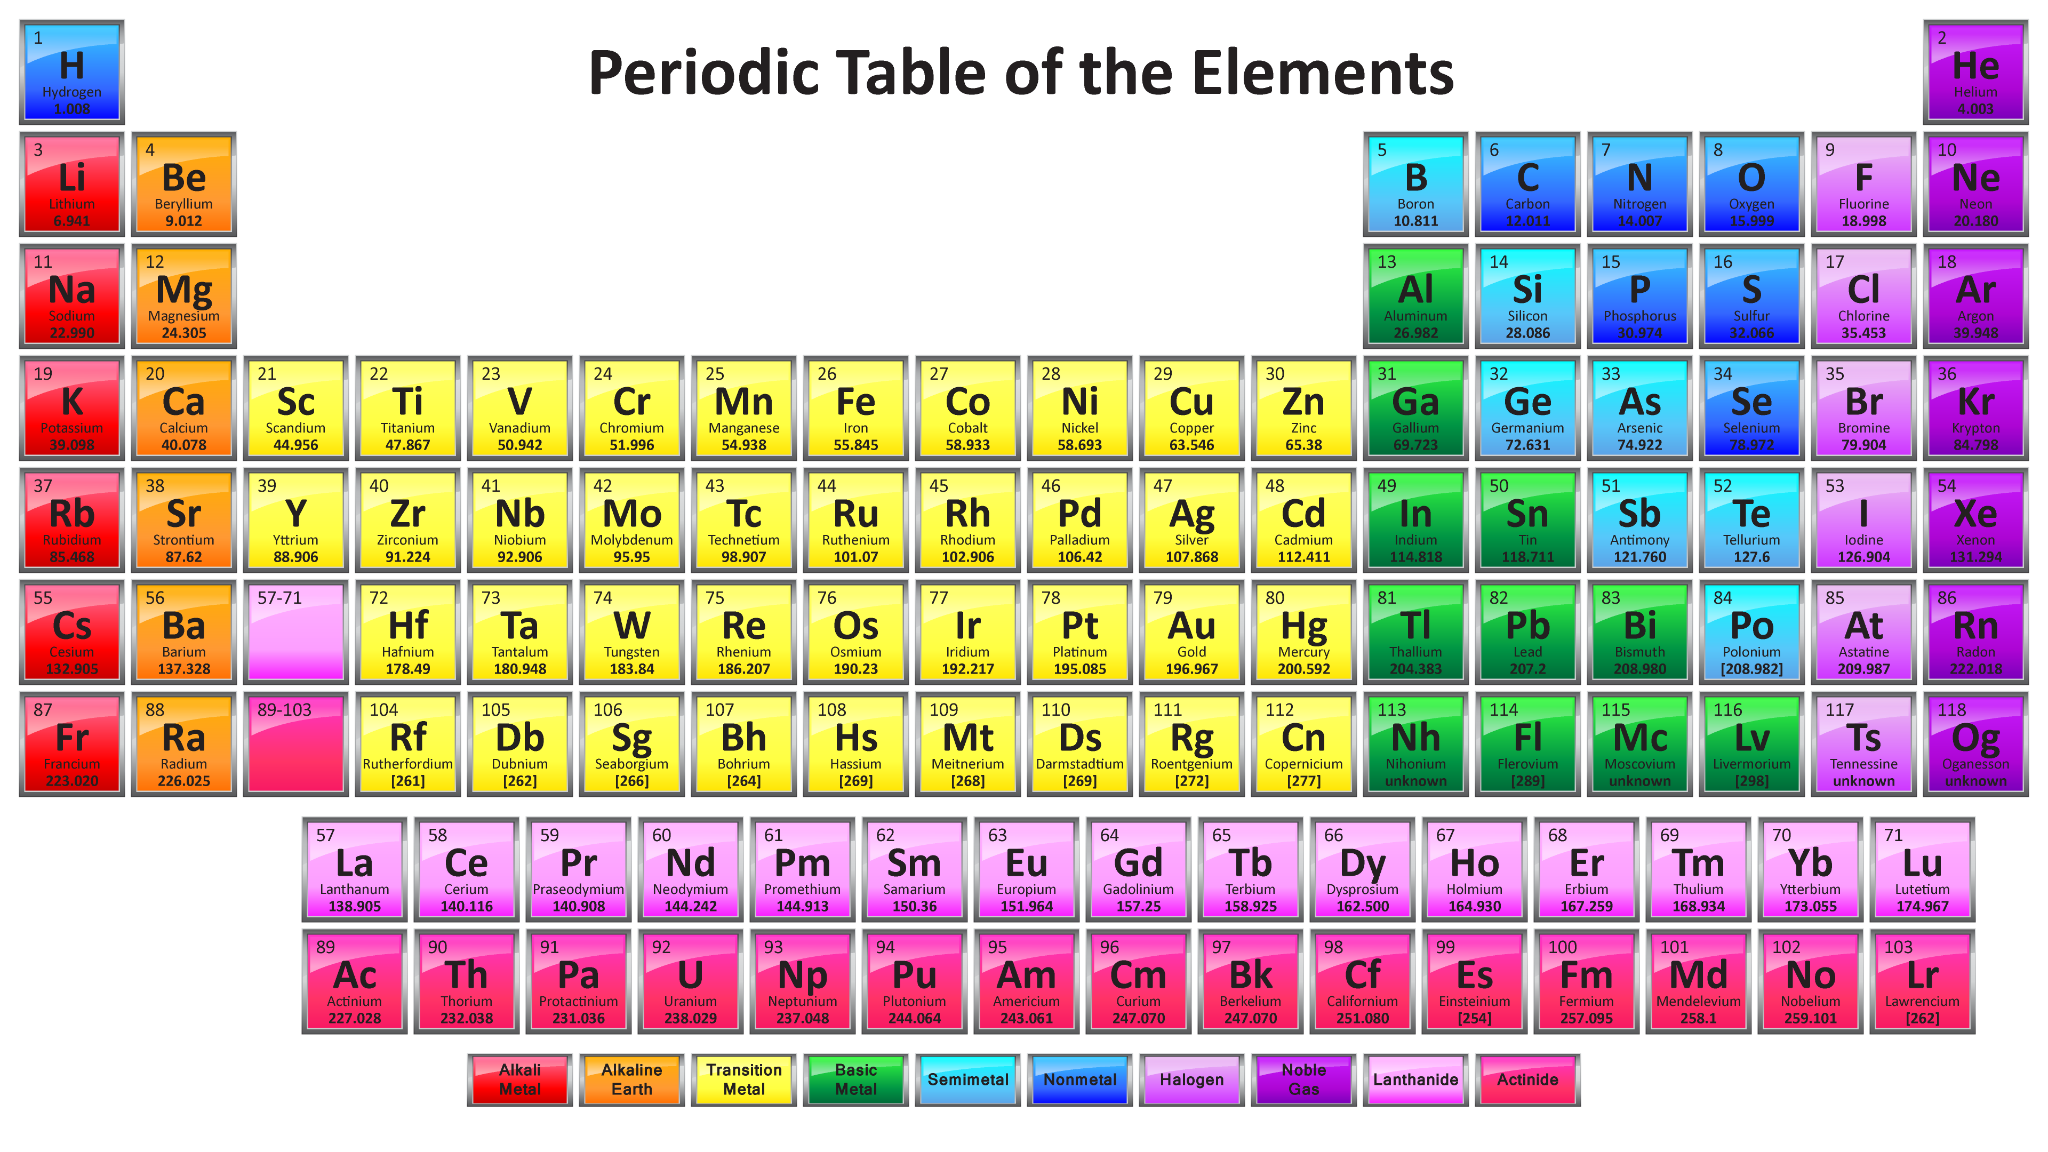 Periodic Table of the Elements
1
H
Hydrogen
1.008
2
He
Helium
4.003
3
Li
Lithium
6.941
4
Be
Beryllium
9.012
5
B
Boron
10.811
6
C
Carbon
12.011
7
N
Nitrogen
14.007
8
O
Oxygen
15.999
9
F
Fluorine
18.998
10
Ne
Neon
20.180
11
Na
Sodium
22.990
12
Mg
Magnesium
24.305
13
Al
Aluminum
26.982
14
Si
Silicon
28.086
15
P
Phosphorus
30.974
16
S
Sulfur
32.066
17
Cl
Chlorine
35.453
18
Ar
Argon
39.948
19
K
Potassium
39.098
20
Ca
Calcium
40.078
21
Sc
Scandium
44.956
22
Ti
Titanium
47.867
23
V
Vanadium
50.942
24
Cr
Chromium
51.996
25
Mn
Manganese
54.938
26
Fe
Iron
55.845
27
Co
Cobalt
58.933
28
Ni
Nickel
58.693
29
Cu
Copper
63.546
30
Zn
Zinc
65.38
31
Ga
Gallium
69.723
32
Ge
Germanium
72.631
33
As
Arsenic
74.922
34
Se
Selenium
78.972
35
Br
Bromine
79.904
36
Kr
Krypton
84.798
37
Rb
Rubidium
85.468
38
Sr
Strontium
87.62
39
Y
Yttrium
88.906
40
Zr
Zirconium
91.224
41
Nb
Niobium
92.906
42
Mo
Molybdenum
95.95
43
Tc
Technetium
98.907
44
Ru
Ruthenium
101.07
45
Rh
Rhodium
102.906
46
Pd
Palladium
106.42
47
Ag
Silver
107.868
48
Cd
Cadmium
112.411
49
In
Indium
114.818
50
Sn
Tin
118.711
51
Sb
Antimony
121.760
52
Te
Tellurium
127.6
53
I
Iodine
126.904
54
Xe
Xenon
131.294
55
Cs
Cesium
132.905
56
Ba
Barium
137.328
57-71
72
Hf
Hafnium
178.49
73
Ta
Tantalum
180.948
74
W
Tungsten
183.84
75
Re
Rhenium
186.207
76
Os
Osmium
190.23
77
Ir
Iridium
192.217
78
Pt
Platinum
195.085
79
Au
Gold
196.967
80
Hg
Mercury
200.592
81
Tl
Thallium
204.383
82
Pb
Lead
207.2
83
Bi
Bismuth
208.980
84
Po
Polonium
[208.982]
85
At
Astatine
209.987
86
Rn
Radon
222.018
87
Fr
Francium
223.020
88
Ra
Radium
226.025
89-103
104
Rf
Rutherfordium
[261]
105
Db
Dubnium
[262]
106
Sg
Seaborgium
[266]
107
Bh
Bohrium
[264]
108
Hs
Hassium
[269]
109
Mt
Meitnerium
[268]
110
Ds
Darmstadtium
[269]
111
Rg
Roentgenium
[272]
112
Cn
Copernicium
[277]
113
Nh
Nihonium
unknown
114
Fl
Flerovium
[289]
115
Mc
Moscovium
unknown
116
Lv
Livermorium
[298]
117
Ts
Tennessine
unknown
118
Og
Oganesson
unknown
57
La
Lanthanum
138.905
58
Ce
Cerium
140.116
59
Pr
Praseodymium
140.908
60
Nd
Neodymium
144.242
61
Pm
Promethium
144.913
62
Sm
Samarium
150.36
63
Eu
Europium
151.964
64
Gd
Gadolinium
157.25
65
Tb
Terbium
158.925
66
Dy
Dysprosium
162.500
67
Ho
Holmium
164.930
68
Er
Erbium
167.259
69
Tm
Thulium
168.934
70
Yb
Ytterbium
173.055
71
Lu
Lutetium
174.967
89
Ac
Actinium
227.028
90
Th
Thorium
232.038
91
Pa
Protactinium
231.036
92
U
Uranium
238.029
93
Np
Neptunium
237.048
94
Pu
Plutonium
244.064
95
Am
Americium
243.061
96
Cm
Curium
247.070
97
Bk
Berkelium
247.070
98
Cf
Californium
251.080
99
Es
Einsteinium
[254]
100
Fm
Fermium
257.095
101
Md
Mendelevium
258.1
102
No
Nobelium
259.101
103
Lr
Lawrencium
[262]
Alkali
Metal
Alkaline
Earth
Transition
Metal
Basic
Metal
Semimetal
Nonmetal
Halogen
Noble
Gas
Lanthanide
Actinide